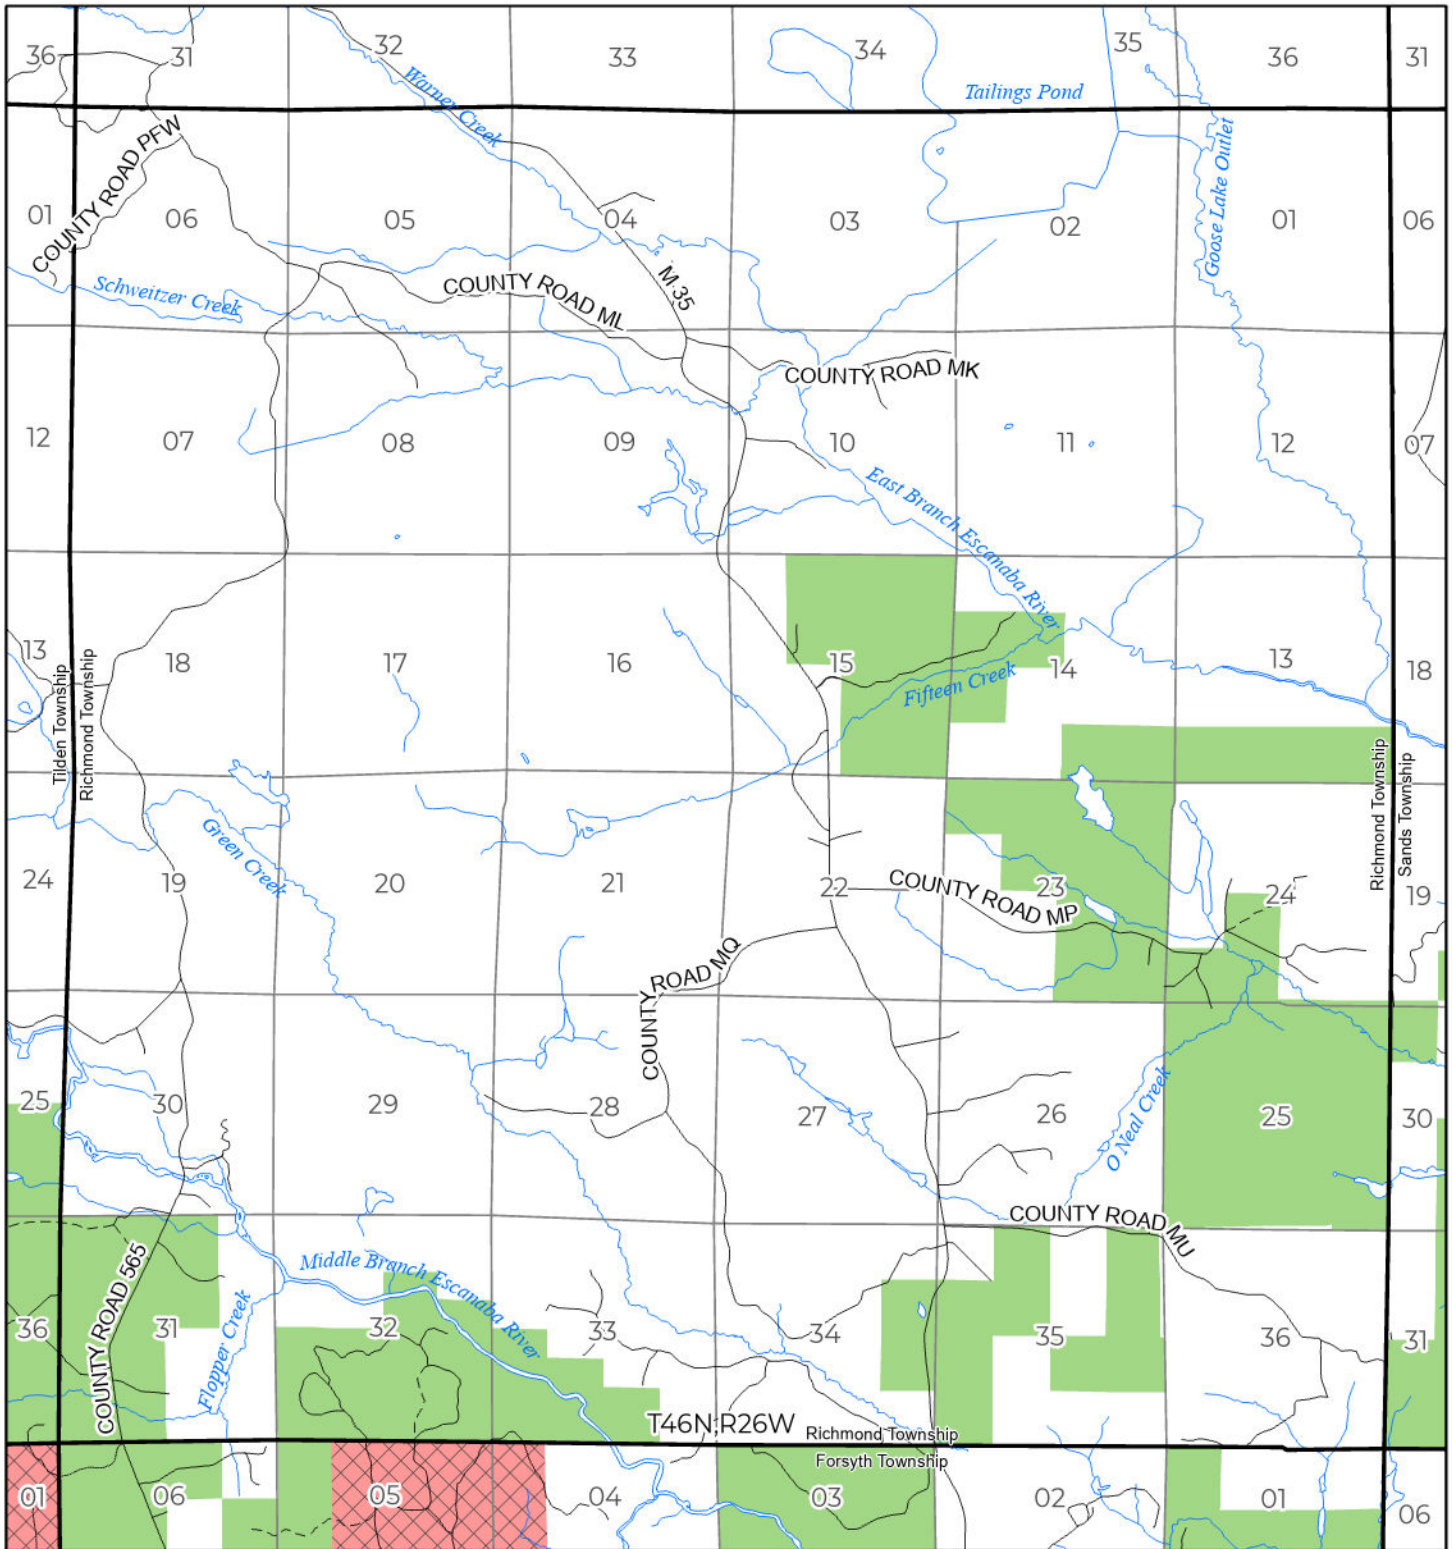 36
31
32
33
34
35
36
31
Warner Creek
Tailings Pond
COUNTY ROAD PFW
Goose Lake Outlet
01
06
05
04
03
02
01
06
Schweitzer Creek
COUNTY ROAD ML
M 35
COUNTY ROAD MK
12
07
08
09
10
11
12
07
East Branch Escanaba River
13
18
17
16
15
14
13
18
Tilden Township
Richmond Township
Fifteen Creek
Richmond Township
Sands Township
Green Creek
24
19
20
21
22
23
24
19
COUNTY ROAD MP
COUNTY ROAD MQ
25
30
29
28
27
26
25
30
O Neal Creek
COUNTY ROAD MU
COUNTY ROAD 565
Middle Branch Escanaba River
Flopper Creek
36
31
32
33
34
35
36
31
T46N,R26W
Richmond Township
Forsyth Township
01
06
05
04
03
02
01
06